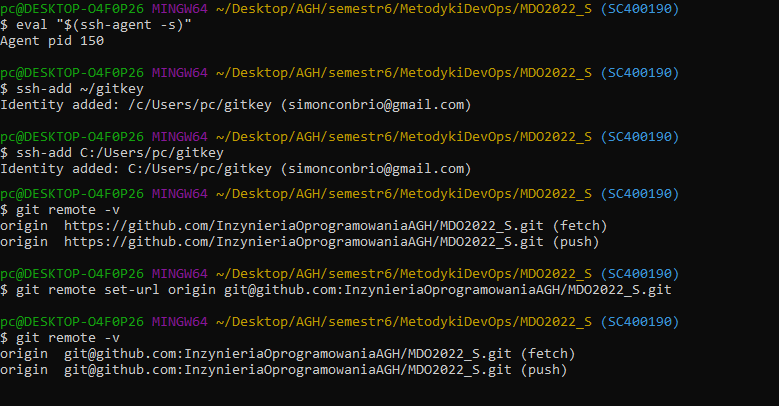 pc@DESKTOP-O4F0P26 MINGW64 ~/Desktop/AGH/semestr6/MetodykiDevOps/MDO2022_S (SC400190)
$ eval "$(ssh-agent -s)"
Agent pid 150
pc@DESKTOP-O4F0P26 MINGW64 ~/Desktop/AGH/semestr6/MetodykiDevOps/MDO2022_S (SC400190)
$ ssh-add ~/gitkey
Identity added: /c/Users/pc/gitkey (simonconbrio@gmail.com)
pc@DESKTOP-O4F0P26 MINGW64 ~/Desktop/AGH/semestr6/MetodykiDevOps/MDO2022_S (SC400190)
$ ssh-add C:/Users/pc/gitkey
Identity added: C:/Users/pc/gitkey (simonconbrio@gmail.com)
pc@DESKTOP-O4F0P26 MINGW64 ~/Desktop/AGH/semestr6/MetodykiDevOps/MDO2022_S (SC400190)
$ git remote -v
origin  https://github.com/InzynieriaOprogramowaniaAGH/MDO2022_S.git (fetch)
origin  https://github.com/InzynieriaOprogramowaniaAGH/MDO2022_S.git (push)
pc@DESKTOP-O4F0P26 MINGW64 ~/Desktop/AGH/semestr6/MetodykiDevOps/MDO2022_S (SC400190)
$ git remote set-url origin git@github.com:InzynieriaOprogramowaniaAGH/MDO2022_S.git
pc@DESKTOP-O4F0P26 MINGW64 ~/Desktop/AGH/semestr6/MetodykiDevOps/MDO2022_S (SC400190)
$ git remote -v
origin  git@github.com:InzynieriaOprogramowaniaAGH/MDO2022_S.git (fetch)
origin  git@github.com:InzynieriaOprogramowaniaAGH/MDO2022_S.git (push)